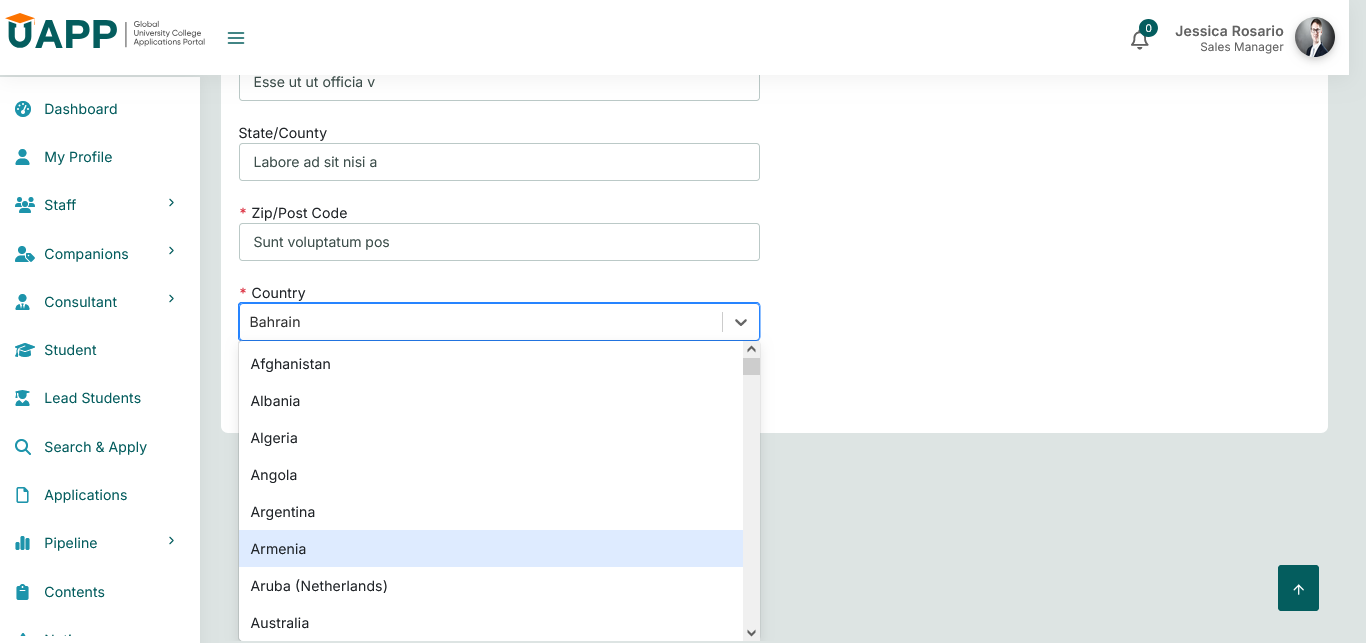 UAPP
Global
University College
Applications Portal
0
Jessica Rosario
Sales Manager
Dashboard
My Profile
Staff
Companions
Consultant
Student
Lead Students
Search & Apply
Applications
Pipeline
Contents
Esse ut ut officia v
State/County
Labore ad sit nisi a
* Zip/Post Code
Sunt voluptatum pos
* Country
Bahrain
Afghanistan
Albania
Algeria
Angola
Argentina
Armenia
Aruba (Netherlands)
Australia